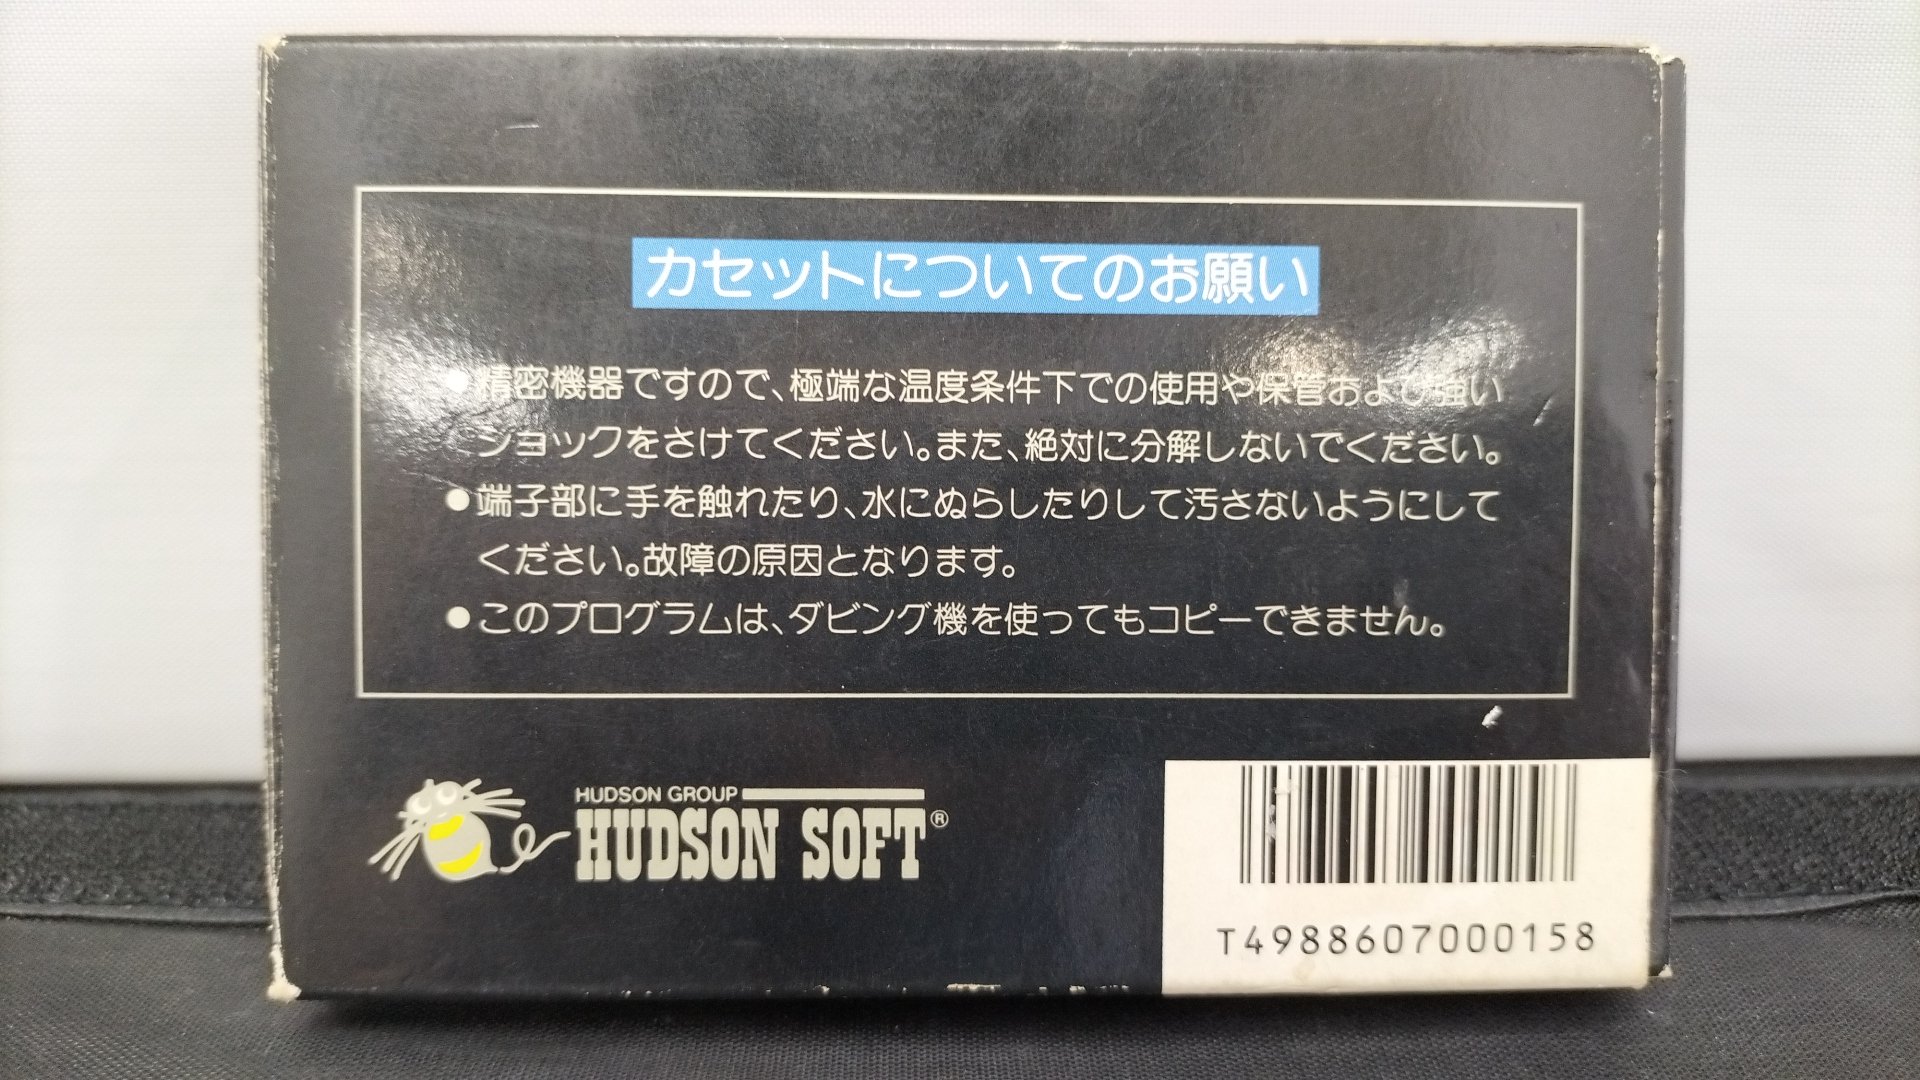 カセットについてのお願い
●精密機器ですので、極端な温度条件下での使用や保管および強い
ショックをさけてください。また、絶対に分解しないでください。
●端子部に手を触れたり、水にぬらしたりして汚さないようにして
ください。故障の原因となります。
●このプログラムは、ダビング機を使ってもコピーできません。
HUDSON GROUP
HUDSON SOFT®
T4988607000158